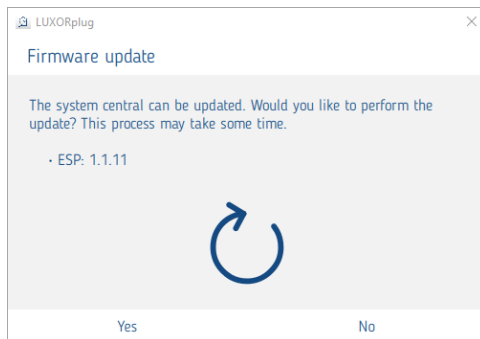 LUXORplug
Firmware update
The system central can be updated. Would you like to perform the
update? This process may take some time.
• ESP: 1.1.11
Yes No